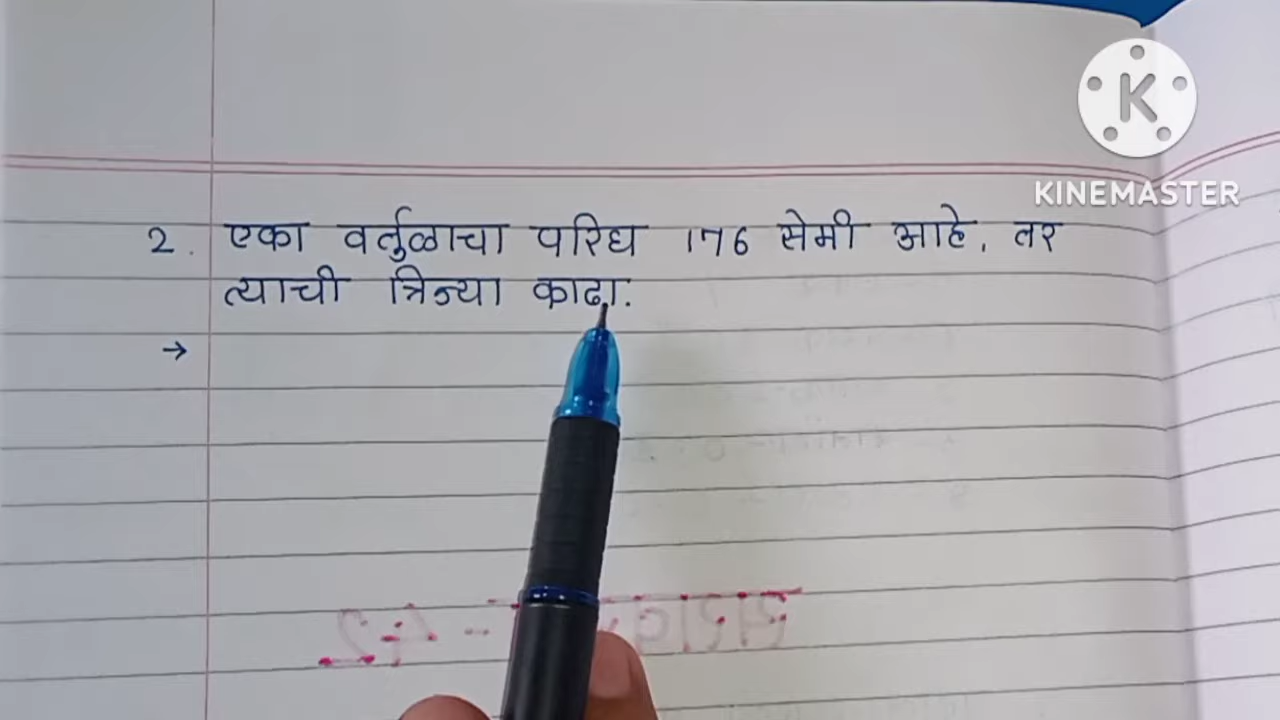 K
KINEMASTER
2. एका वर्तुळाचा परिघ 176 सेमी आहे, तर
त्याची त्रिज्या काढा.
→